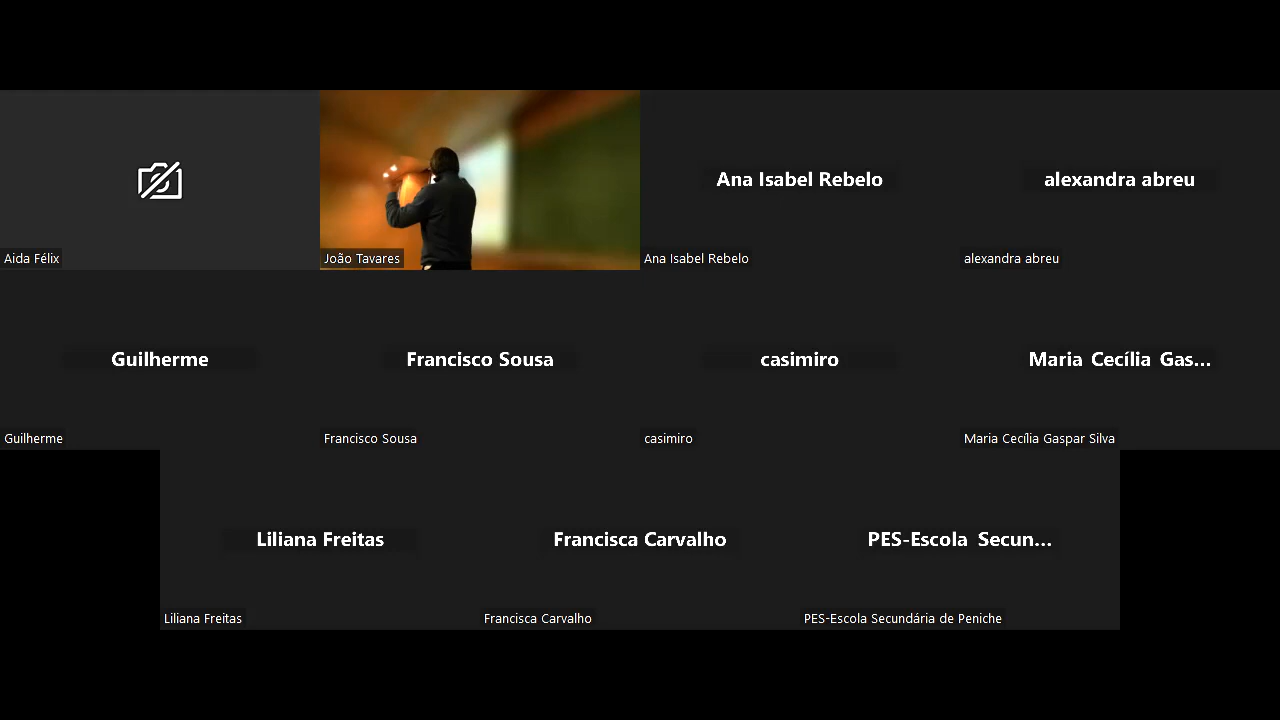 Aida Félix
João Tavares
Ana Isabel Rebelo
Ana Isabel Rebelo
alexandra abreu
alexandra abreu
Guilherme
Guilherme
Francisco Sousa
Francisco Sousa
casimiro
casimiro
Maria Cecília Gas...
Maria Cecília Gaspar Silva
Liliana Freitas
Liliana Freitas
Francisca Carvalho
Francisca Carvalho
PES-Escola Secun...
PES-Escola Secundária de Peniche